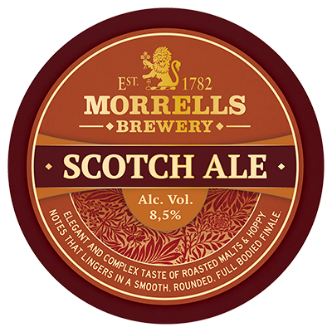 EST. 1782
MORRELLS
BREWERY
SCOTCH ALE
Alc. Vol.
8,5%
ELEGANT AND COMPLEX TASTE OF ROASTED MALTS & HOPPY
NOTES THAT LINGERS IN A SMOOTH, ROUNDED, FULL BODIED FINALE